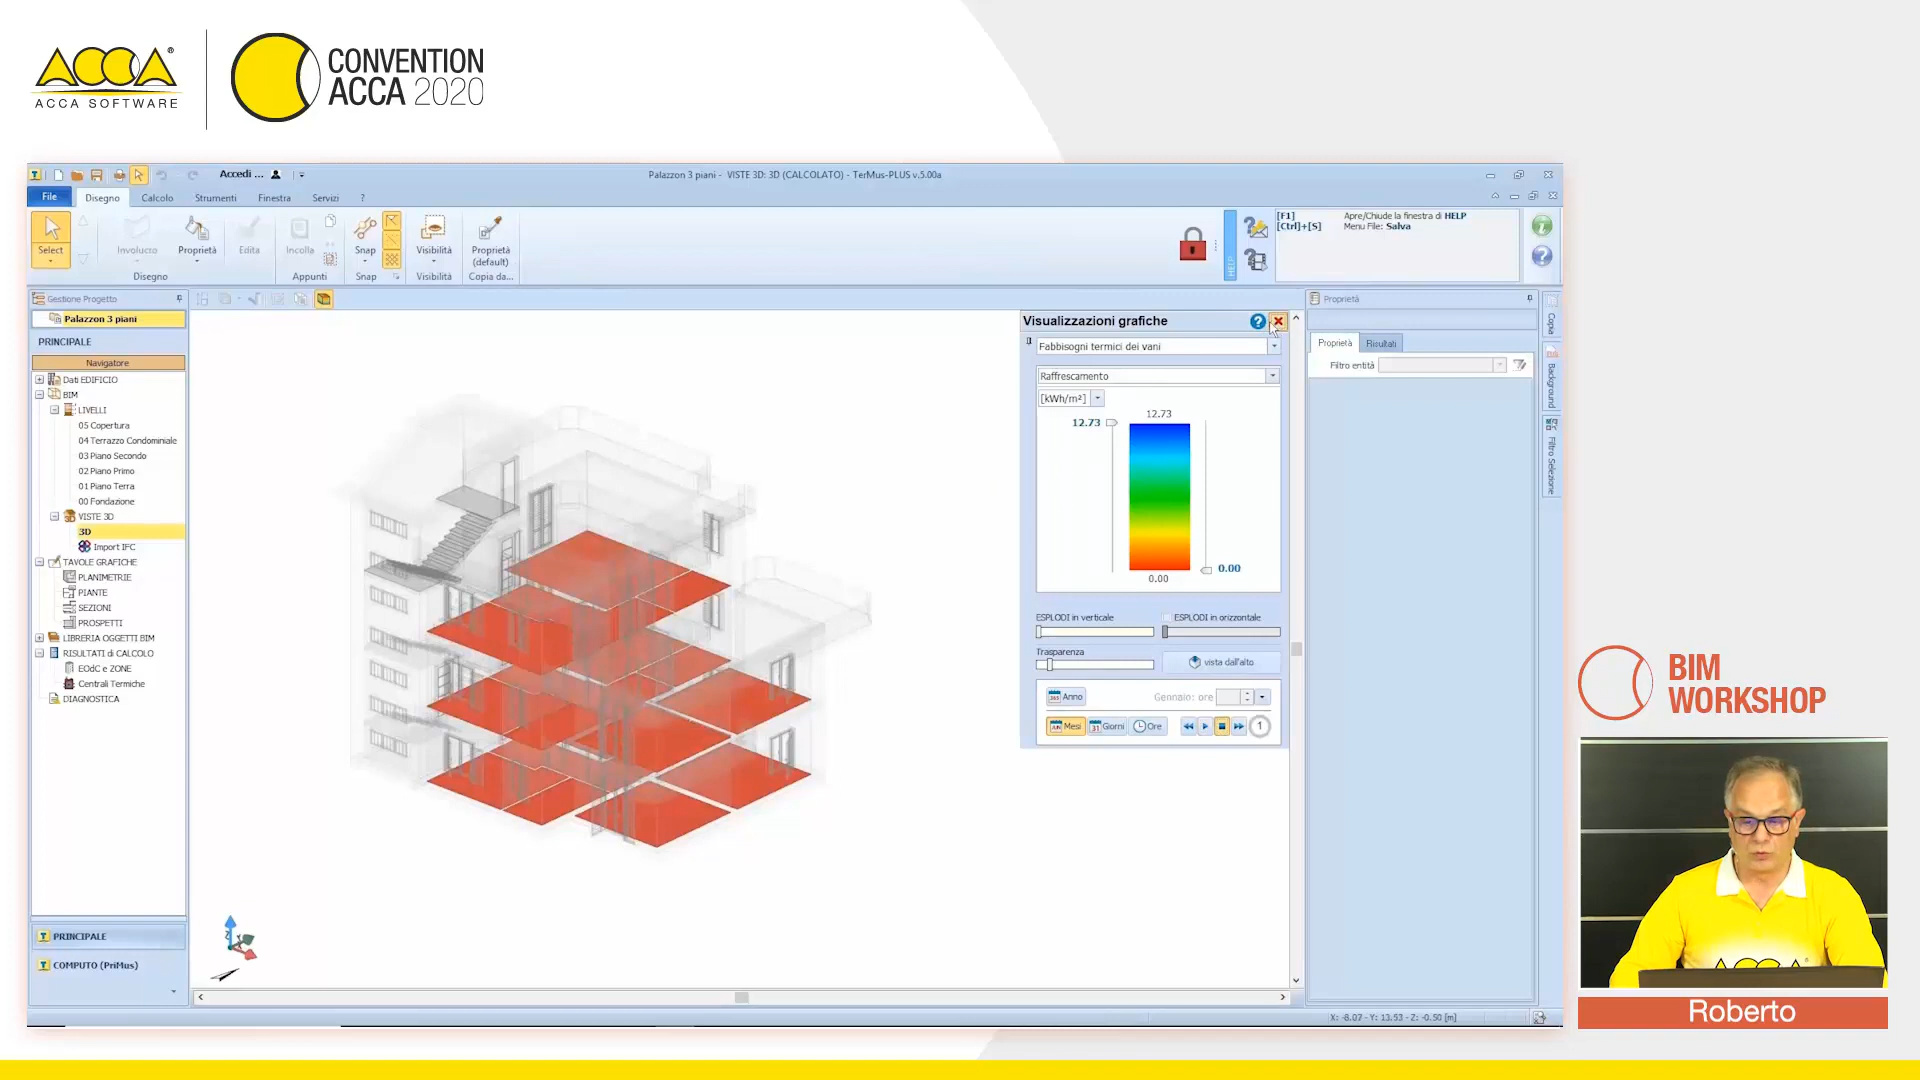 ACCA®
ACCA SOFTWARE
CONVENTION
ACCA 2020
Accedi ...
Palazzon 3 piani - VISTE 3D: 3D (CALCOLATO) - TerMus-PLUS v.5.00a
File
Disegno
Calcolo
Strumenti
Finestra
Servizi
?
Select
Involucro
Proprietà
Edita
Incolla
Snap
Visibilità
Proprietà
(default)
Disegno
Appunti
Snap
Visibilità
Copia da...
HELP
[F1] Apre/Chiude la finestra di HELP
[Ctrl]+[S] Menu File: Salva
Gestione Progetto
Palazzon 3 piani
PRINCIPALE
Navigatore
Dati EDIFICIO
BIM
LIVELLI
05 Copertura
04 Terrazzo Condominiale
03 Piano Secondo
02 Piano Primo
01 Piano Terra
00 Fondazione
VISTE 3D
3D
Import IFC
TAVOLE GRAFICHE
PLANIMETRIE
PIANTE
SEZIONI
PROSPETTI
LIBRERIA OGGETTI BIM
RISULTATI di CALCOLO
EOdC e ZONE
Centrali Termiche
DIAGNOSTICA
PRINCIPALE
COMPUTO (PriMus)
Visualizzazioni grafiche
Fabbisogni termici dei vani
Raffrescamento
[kWh/m²]
12.73
12.73
0.00
0.00
ESPLODI in verticale
ESPLODI in orizzontale
Trasparenza
vista dall'alto
Anno
Gennaio: ore
Mesi
Giorni
Ore
1
Proprietà
Proprietà
Risultati
Filtro entità
Copia
Background
Filtro Selezione
X: -8.07 - Y: 13.53 - Z: -0.50 [m]
BIM
WORKSHOP
Roberto